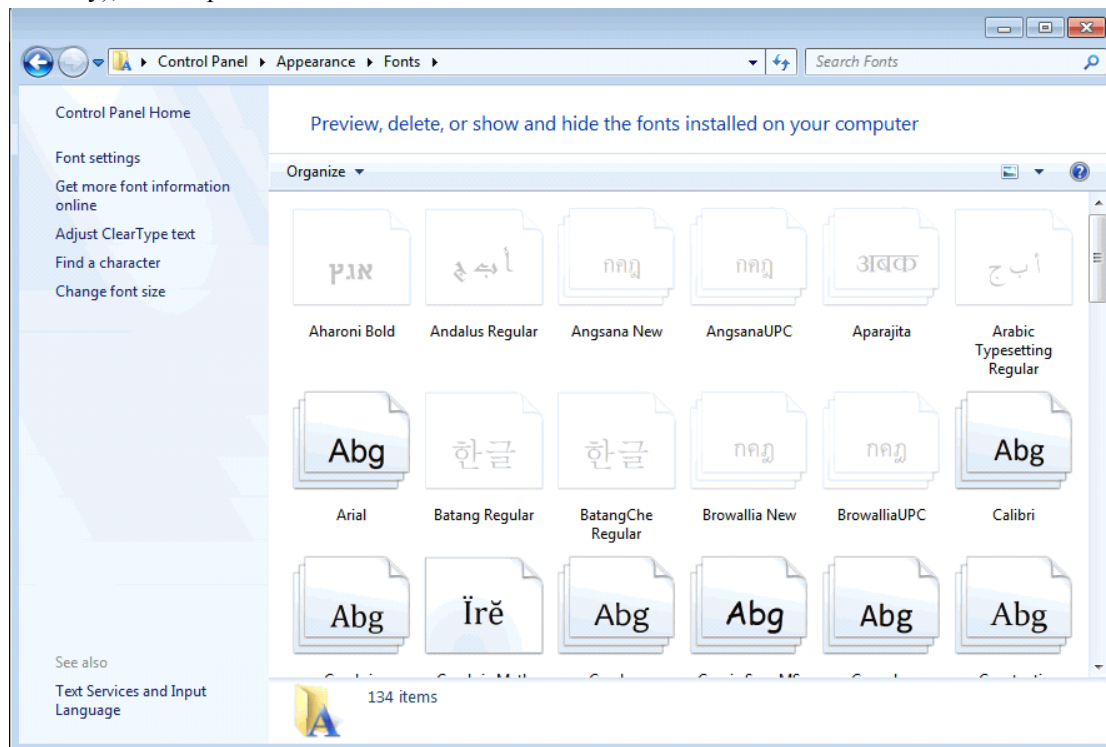 Control Panel Appearance Fonts
Search Fonts
Control Panel Home
Font settings
Get more font information
online
Adjust ClearType text
Find a character
Change font size
See also
Text Services and Input
Language
Preview, delete, or show and hide the fonts installed on your computer
Organize
אנץ
أب ج
กคฎ
กคฎ
अबक
أب ج
Aharoni Bold
Andalus Regular
Angsana New
AngsanaUPC
Aparajita
Arabic
Typesetting
Regular
Abg
한글
한글
กคฎ
กคฎ
Abg
Arial
Batang Regular
BatangChe
Regular
Browallia New
BrowalliaUPC
Calibri
Abg
Ïrĕ
Abg
Abg
Abg
Abg
134 items